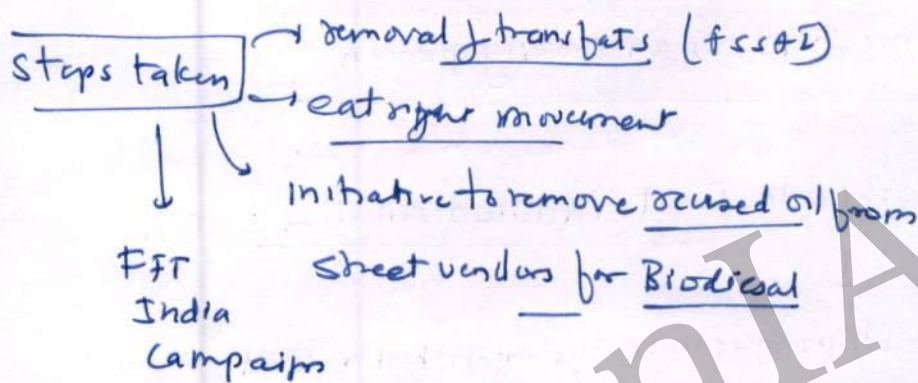 Steps taken
→ removal of transfats (FSSAI)
→ eat right movement
initiative to remove reused oil from
street vendors for Biodiesal
FIT
India
Campaign
nIA